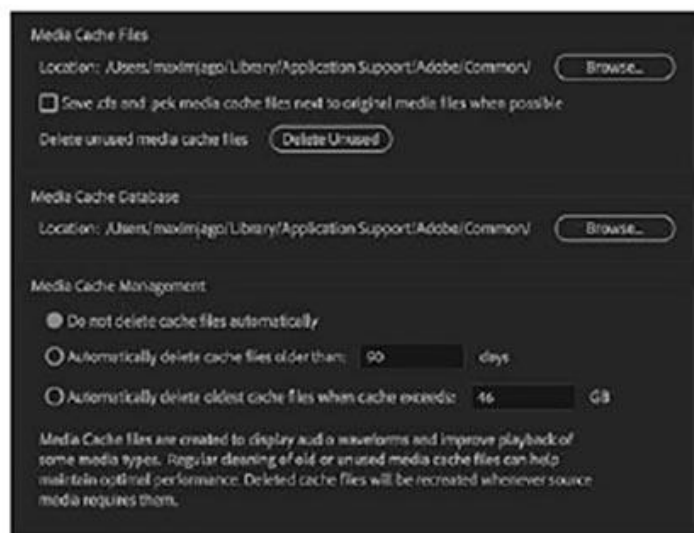 Media Cache Files
Location: /Users/maximjago/Library/Application Support/Adobe/Common/ Browse...
Save .cfa and .pek media cache files next to original media files when possible
Delete unused media cache files Delete Unused
Media Cache Database
Location: /Users/maximjago/Library/Application Support/Adobe/Common/ Browse...
Media Cache Management
Do not delete cache files automatically
Automatically delete cache files older than: 90 days
Automatically delete oldest cache files when cache exceeds: 46 GB
Media Cache files are created to display audio waveforms and improve playback of
some media types. Regular cleaning of old or unused media cache files can help
maintain optimal performance. Deleted cache files will be recreated whenever source
media requires them.